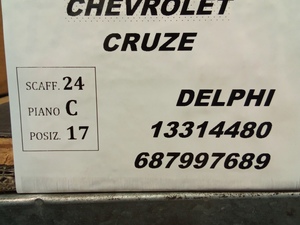 CHEVROLET
CRUZE
SCAFF. 24
PIANO C
POSIZ. 17
DELPHI
13314480
687997689